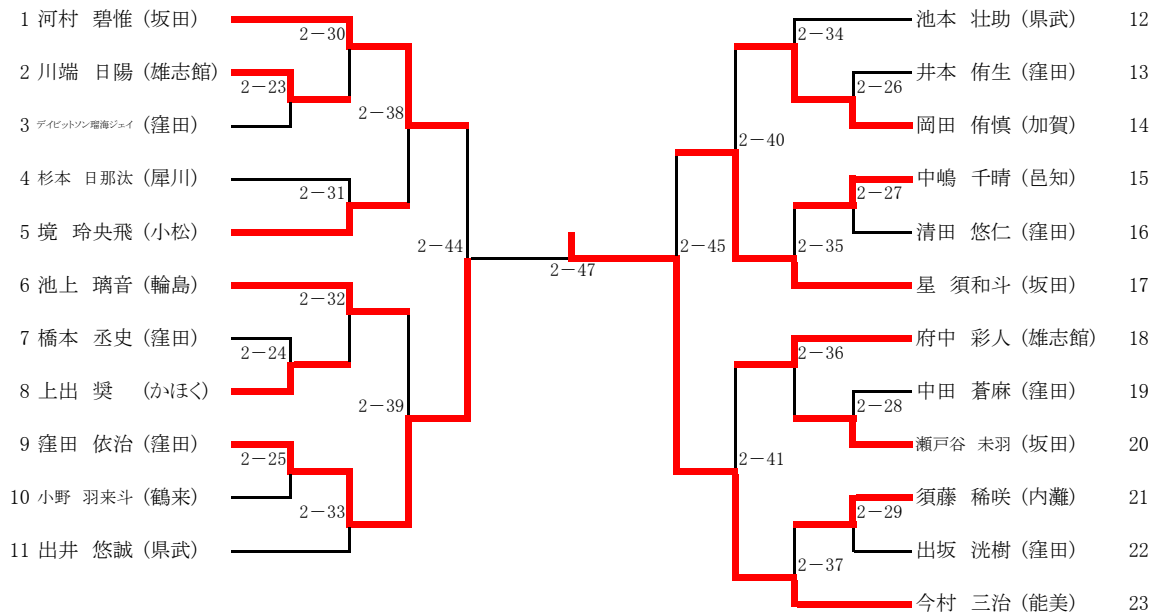 1 河村 碧惟 (坂田)
2 川端 日陽 (雄志館)
3 デイビットソン瑠海ジェイ (窪田)
4 杉本 日那汰 (犀川)
5 境 玲央飛 (小松)
6 池上 璃音 (輪島)
7 橋本 丞史 (窪田)
8 上出 奨 (かほく)
9 窪田 依治 (窪田)
10 小野 羽来斗 (鶴来)
11 出井 悠誠 (県武)
2－30
2－23
2－38
2－31
2－44
2－32
2－24
2－39
2－25
2－33
2－47
2－34
2－26
2－40
2－27
2－35
2－45
2－36
2－28
2－41
2－29
2－37
池本 壮助 (県武) 12
井本 侑生 (窪田) 13
岡田 侑慎 (加賀) 14
中嶋 千晴 (邑知) 15
清田 悠仁 (窪田) 16
星 須和斗 (坂田) 17
府中 彩人 (雄志館) 18
中田 蒼麻 (窪田) 19
瀬戸谷 未羽 (坂田) 20
須藤 稀咲 (内灘) 21
出坂 洸樹 (窪田) 22
今村 三治 (能美) 23